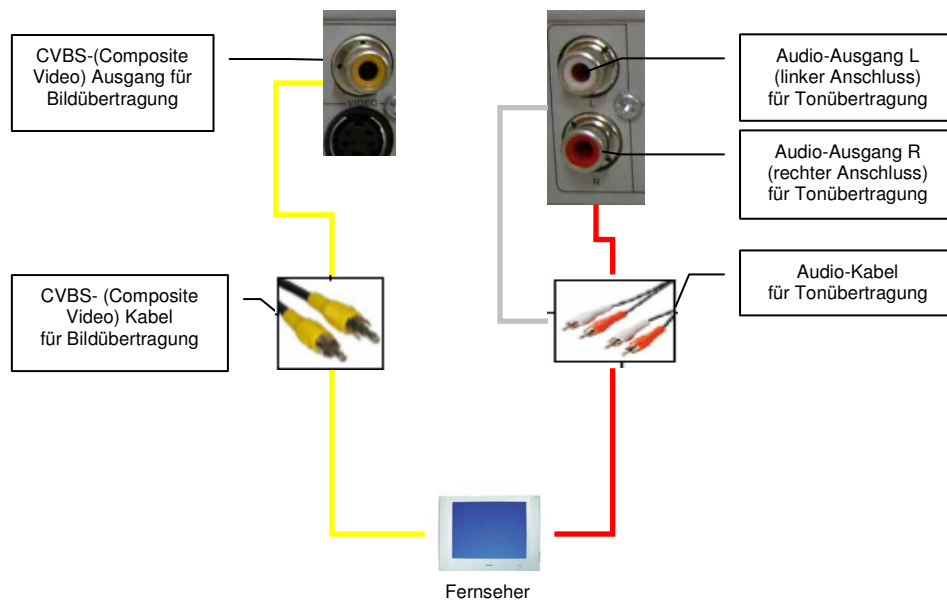 CVBS-(Composite
Video) Ausgang für
Bildübertragung
VIDEO
L
R
Audio-Ausgang L
(linker Anschluss)
für Tonübertragung
Audio-Ausgang R
(rechter Anschluss)
für Tonübertragung
CVBS- (Composite
Video) Kabel
für Bildübertragung
Audio-Kabel
für Tonübertragung
Fernseher